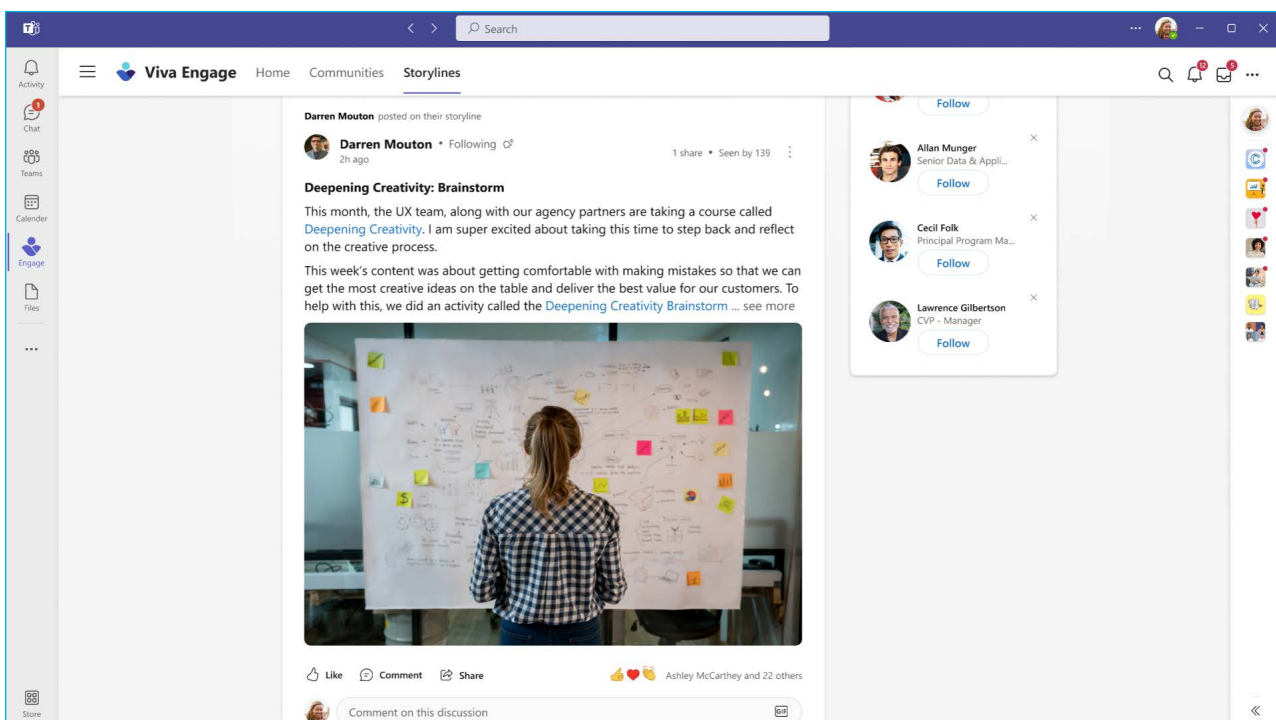 Search
Activity
Chat
1
Teams
Calender
Engage
Files
Store
Viva Engage
Home
Communities
Storylines
12
5
Darren Mouton posted on their storyline
Darren Mouton • Following
2h ago
1 share • Seen by 139
Deepening Creativity: Brainstorm
This month, the UX team, along with our agency partners are taking a course called
Deepening Creativity. I am super excited about taking this time to step back and reflect
on the creative process.
This week's content was about getting comfortable with making mistakes so that we can
get the most creative ideas on the table and deliver the best value for our customers. To
help with this, we did an activity called the Deepening Creativity Brainstorm ... see more
$
Like
Comment
Share
Ashley McCarthey and 22 others
Comment on this discussion
GIF
Follow
Allan Munger
Senior Data & Appli...
Follow
Cecil Folk
Principal Program Ma...
Follow
Lawrence Gilbertson
CVP - Manager
Follow